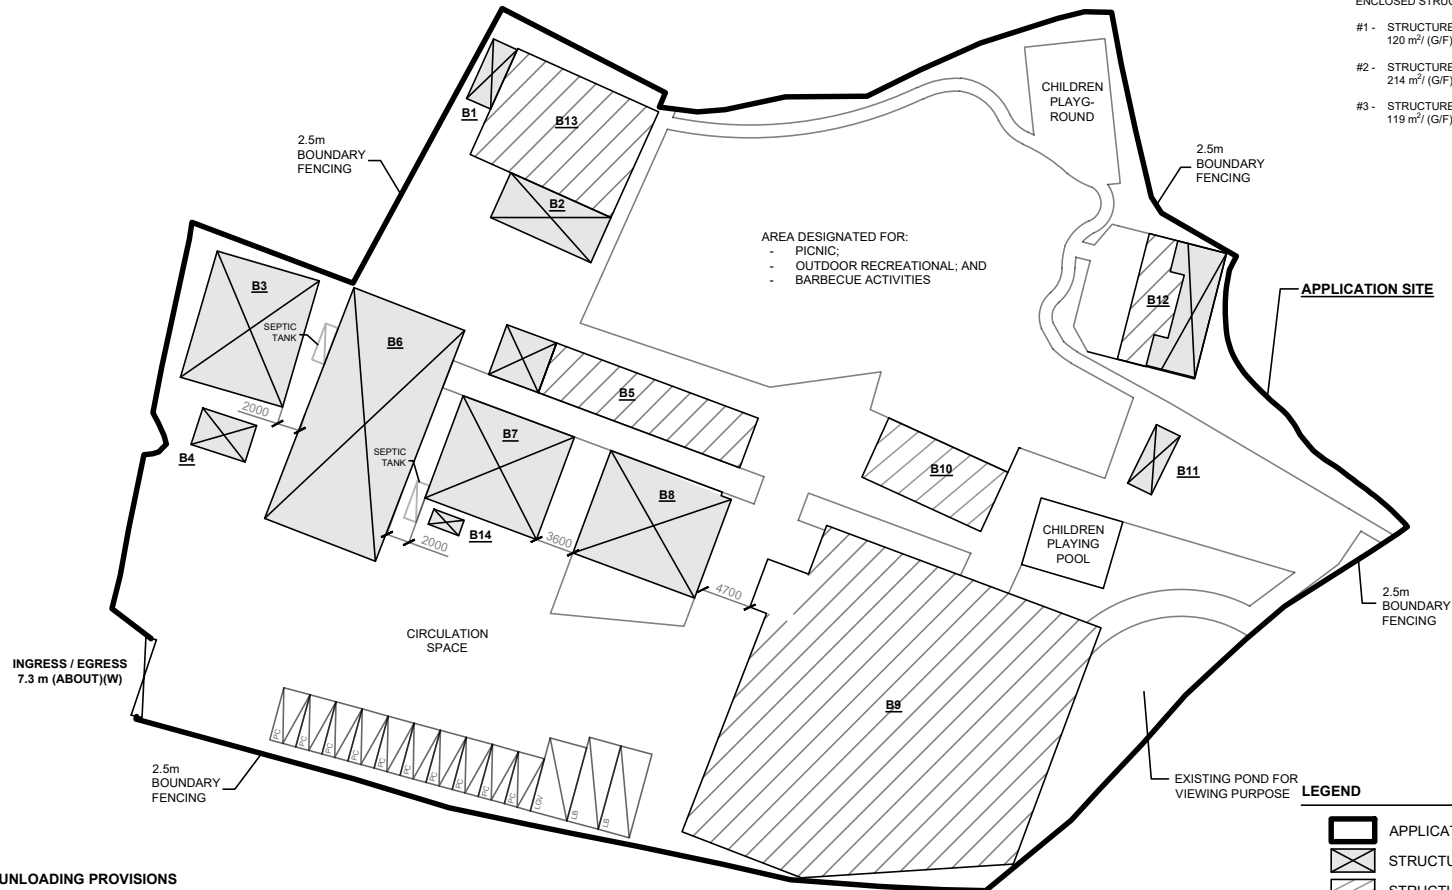 ENCLOSED STRUC
#1 - STRUCTURE
120 m²/ (G/F)
#2 - STRUCTURE
214 m²/ (G/F)
#3 - STRUCTURE
119 m²/ (G/F)
CHILDREN
PLAYG-
ROUND
B1
B13
2.5m
BOUNDARY
FENCING
2.5m
BOUNDARY
FENCING
B2
AREA DESIGNATED FOR:
- PICNIC;
- OUTDOOR RECREATIONAL; AND
- BARBECUE ACTIVITIES
B3
SEPTIC
TANK
B6
B12
APPLICATION SITE
B5
2000
B7
B4
SEPTIC
TANK
B8
B10
B11
B14
2000
3600
CHILDREN
PLAYING
POOL
4700
2.5m
BOUNDARY
FENCING
CIRCULATION
SPACE
INGRESS / EGRESS
7.3 m (ABOUT)(W)
B9
PC
PC
PC
PC
PC
PC
PC
PC
PC
PC
LGV
LB
LB
2.5m
BOUNDARY
FENCING
EXISTING POND FOR
VIEWING PURPOSE
LEGEND
APPLICAT
STRUCTU
STRUCTU
UNLOADING PROVISIONS